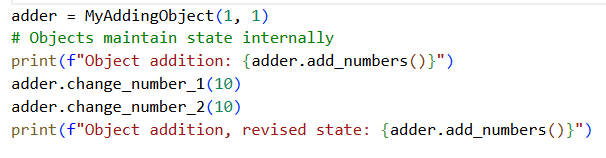 adder = MyAddingObject(1, 1)
# Objects maintain state internally
print(f"Object addition: {adder.add_numbers()}")
adder.change_number_1(10)
adder.change_number_2(10)
print(f"Object addition, revised state: {adder.add_numbers()}")